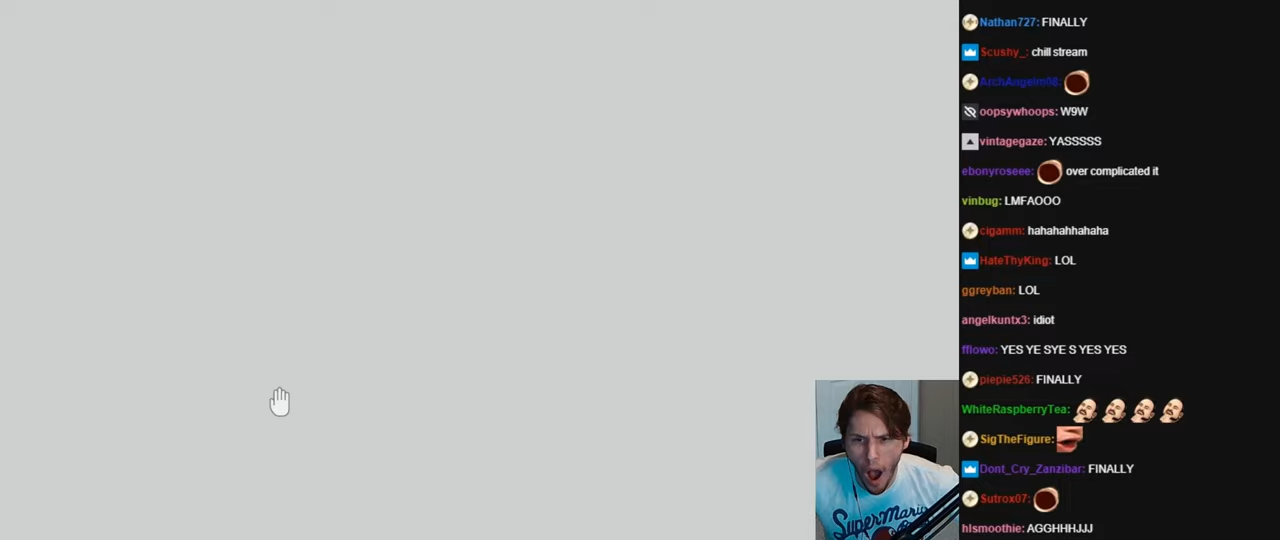 Nathan727: FINALLY
Scushy_: chill stream
ArchAngelm08:
oopsywhoops: W9W
vintagegaze: YASSSSS
ebonyroseee: over complicated it
vinbug: LMFAOOO
cigamm: hahahahhahaha
HateThyKing: LOL
ggreyban: LOL
angelkuntx3: idiot
fflowo: YES YE SYE S YES YES
piepie526: FINALLY
WhiteRaspberryTea:
SigTheFigure:
Dont_Cry_Zanzibar: FINALLY
Sutrox07:
hlsmoothie: AGGHHHJJJ
SUPER MARIO